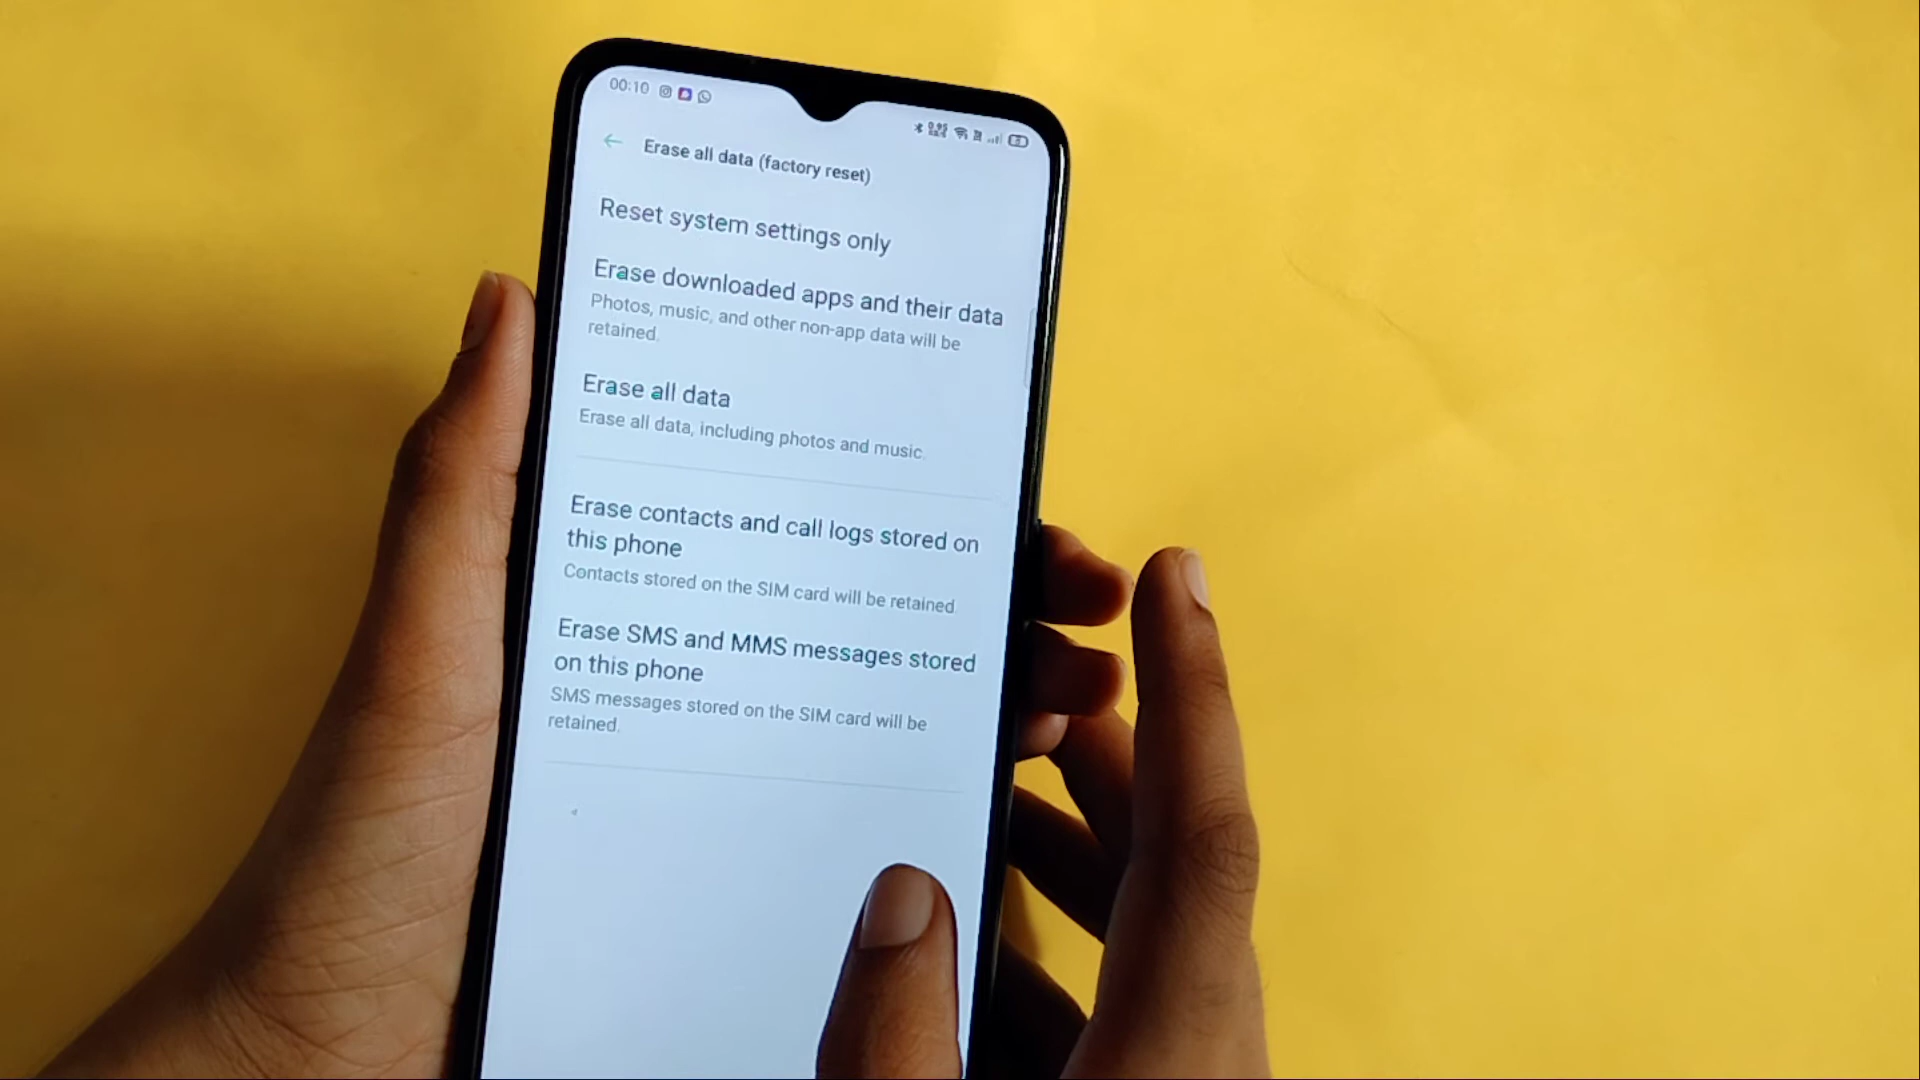 00:10
Erase all data (factory reset)
Reset system settings only
Erase downloaded apps and their data
Photos, music, and other non-app data will be
retained.
Erase all data
Erase all data, including photos and music.
Erase contacts and call logs stored on
this phone
Contacts stored on the SIM card will be retained.
Erase SMS and MMS messages stored
on this phone
SMS messages stored on the SIM card will be
retained.